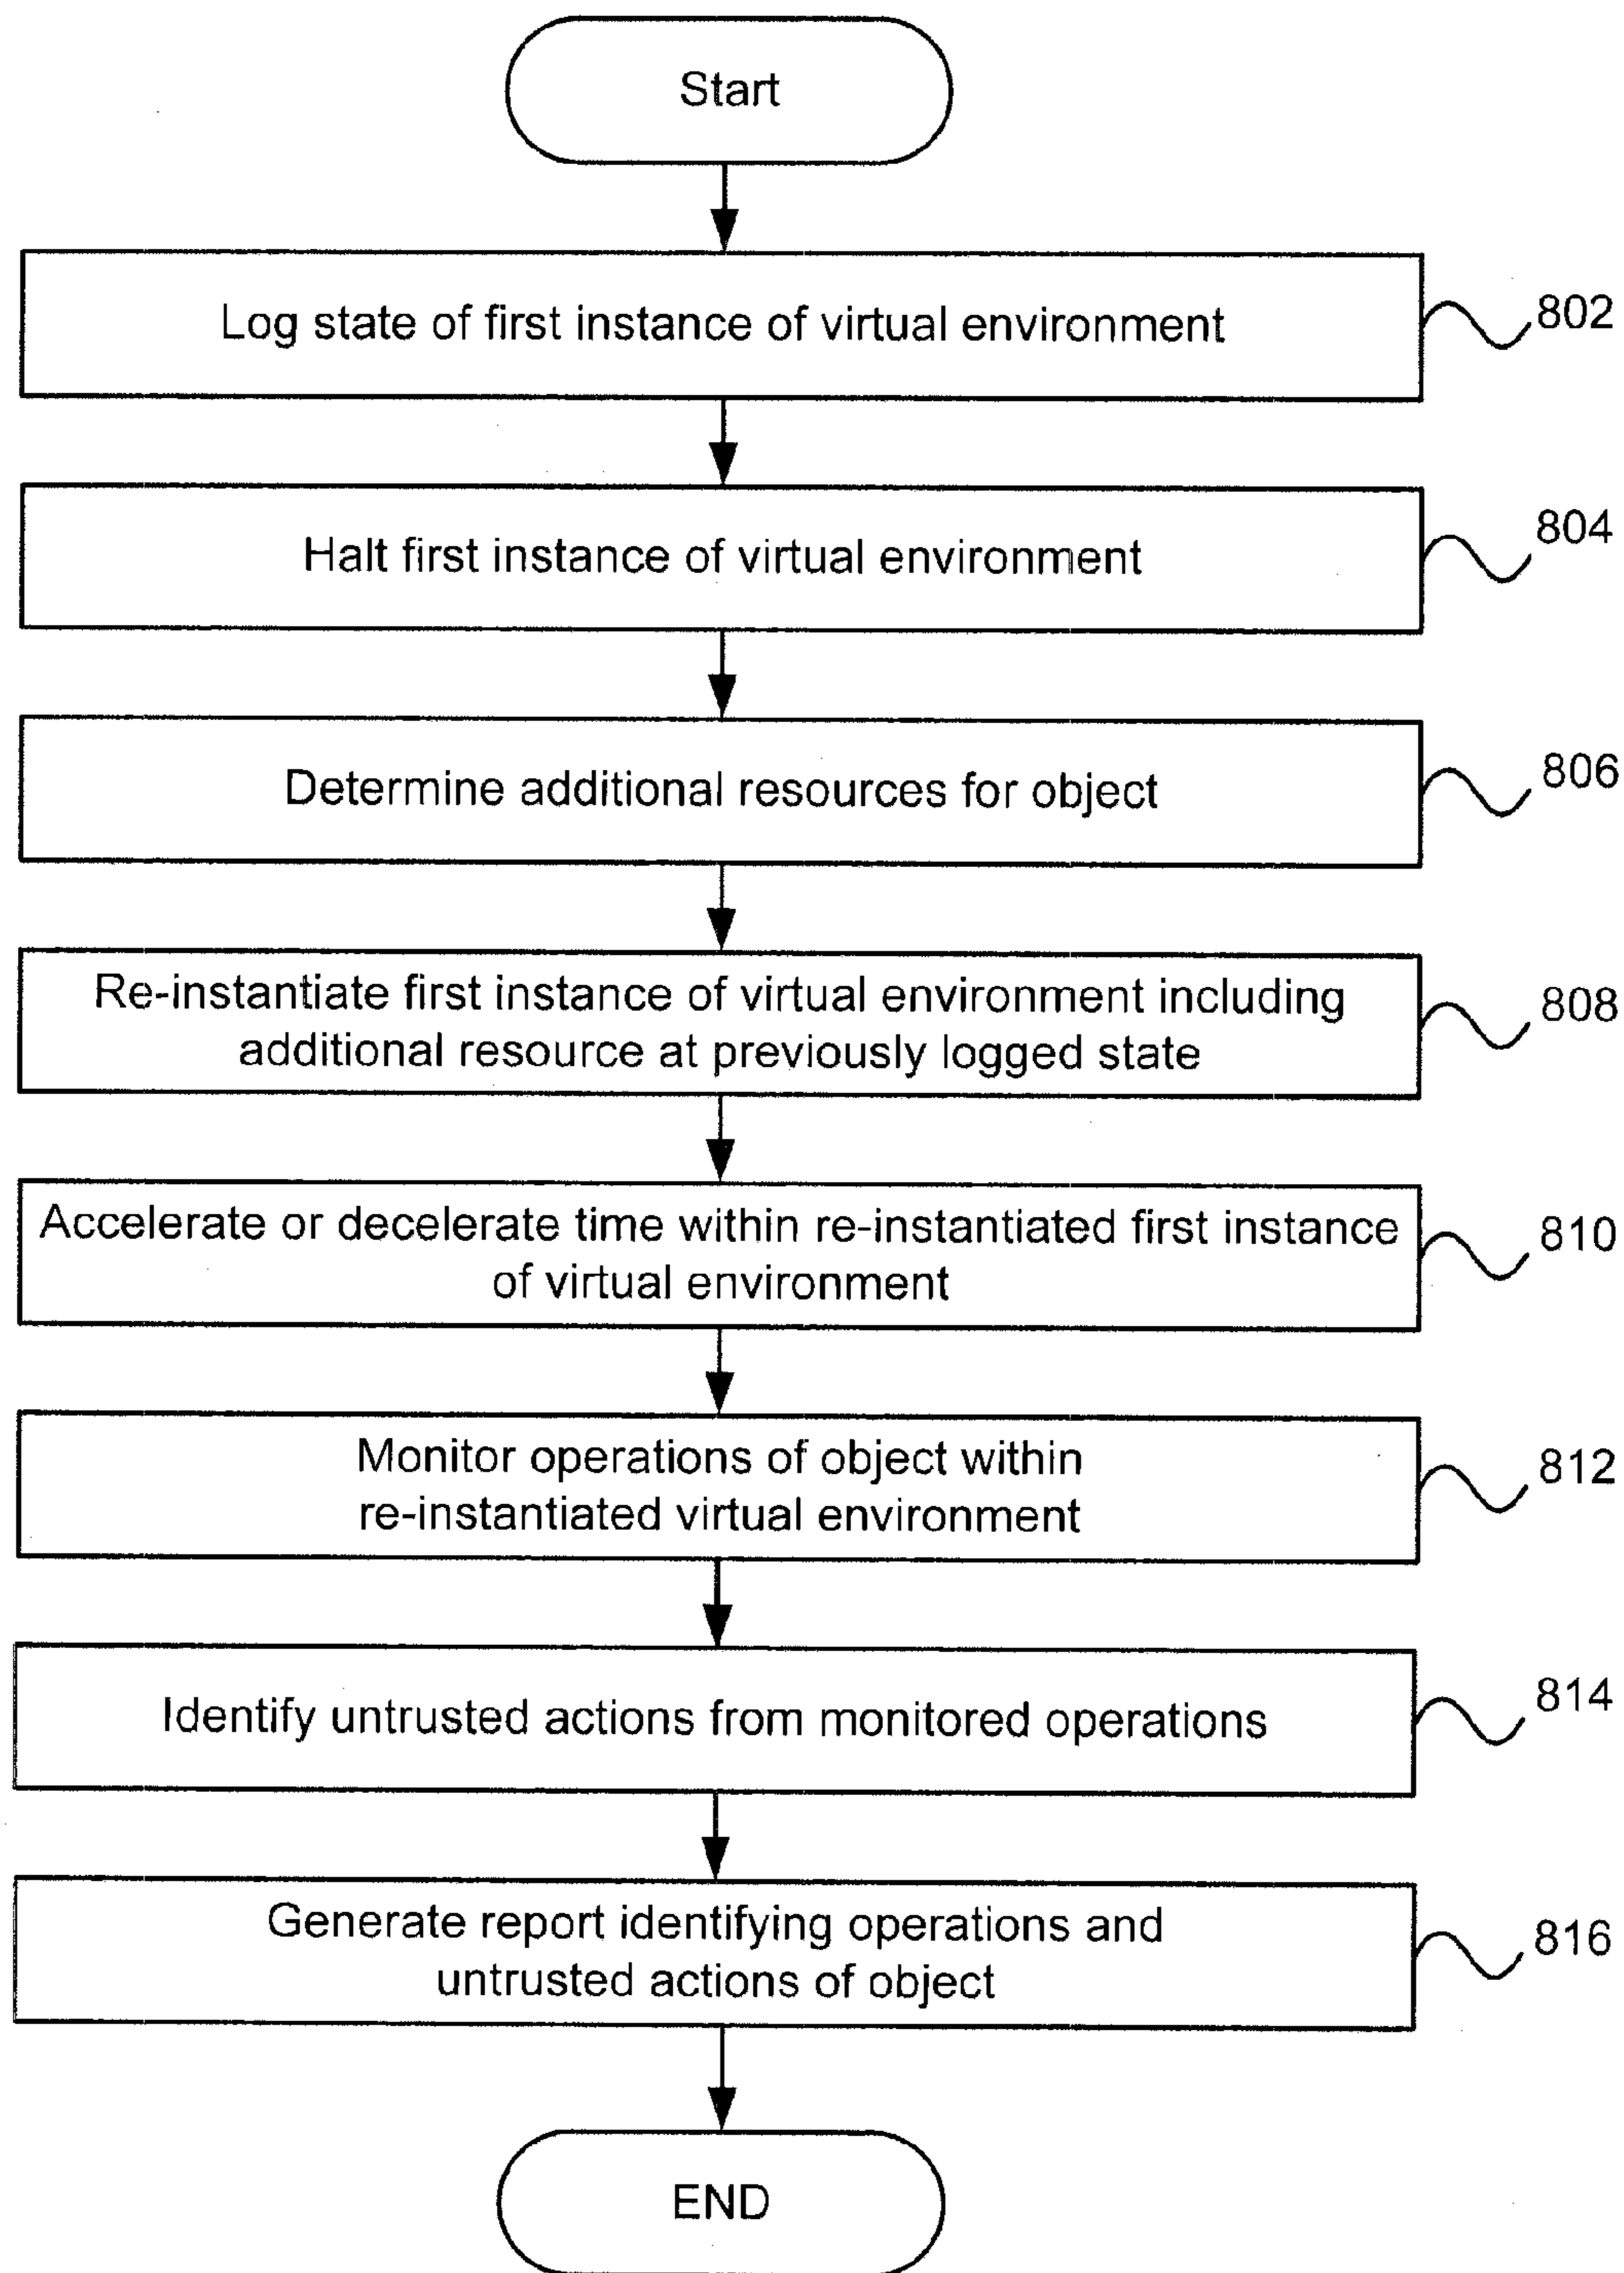 Start
Log state of first instance of virtual environment
802
Halt first instance of virtual environment
804
Determine additional resources for object
806
Re-instantiate first instance of virtual environment including
additional resource at previously logged state
808
Accelerate or decelerate time within re-instantiated first instance
of virtual environment
810
Monitor operations of object within
re-instantiated virtual environment
812
Identify untrusted actions from monitored operations
814
Generate report identifying operations and
untrusted actions of object
816
END